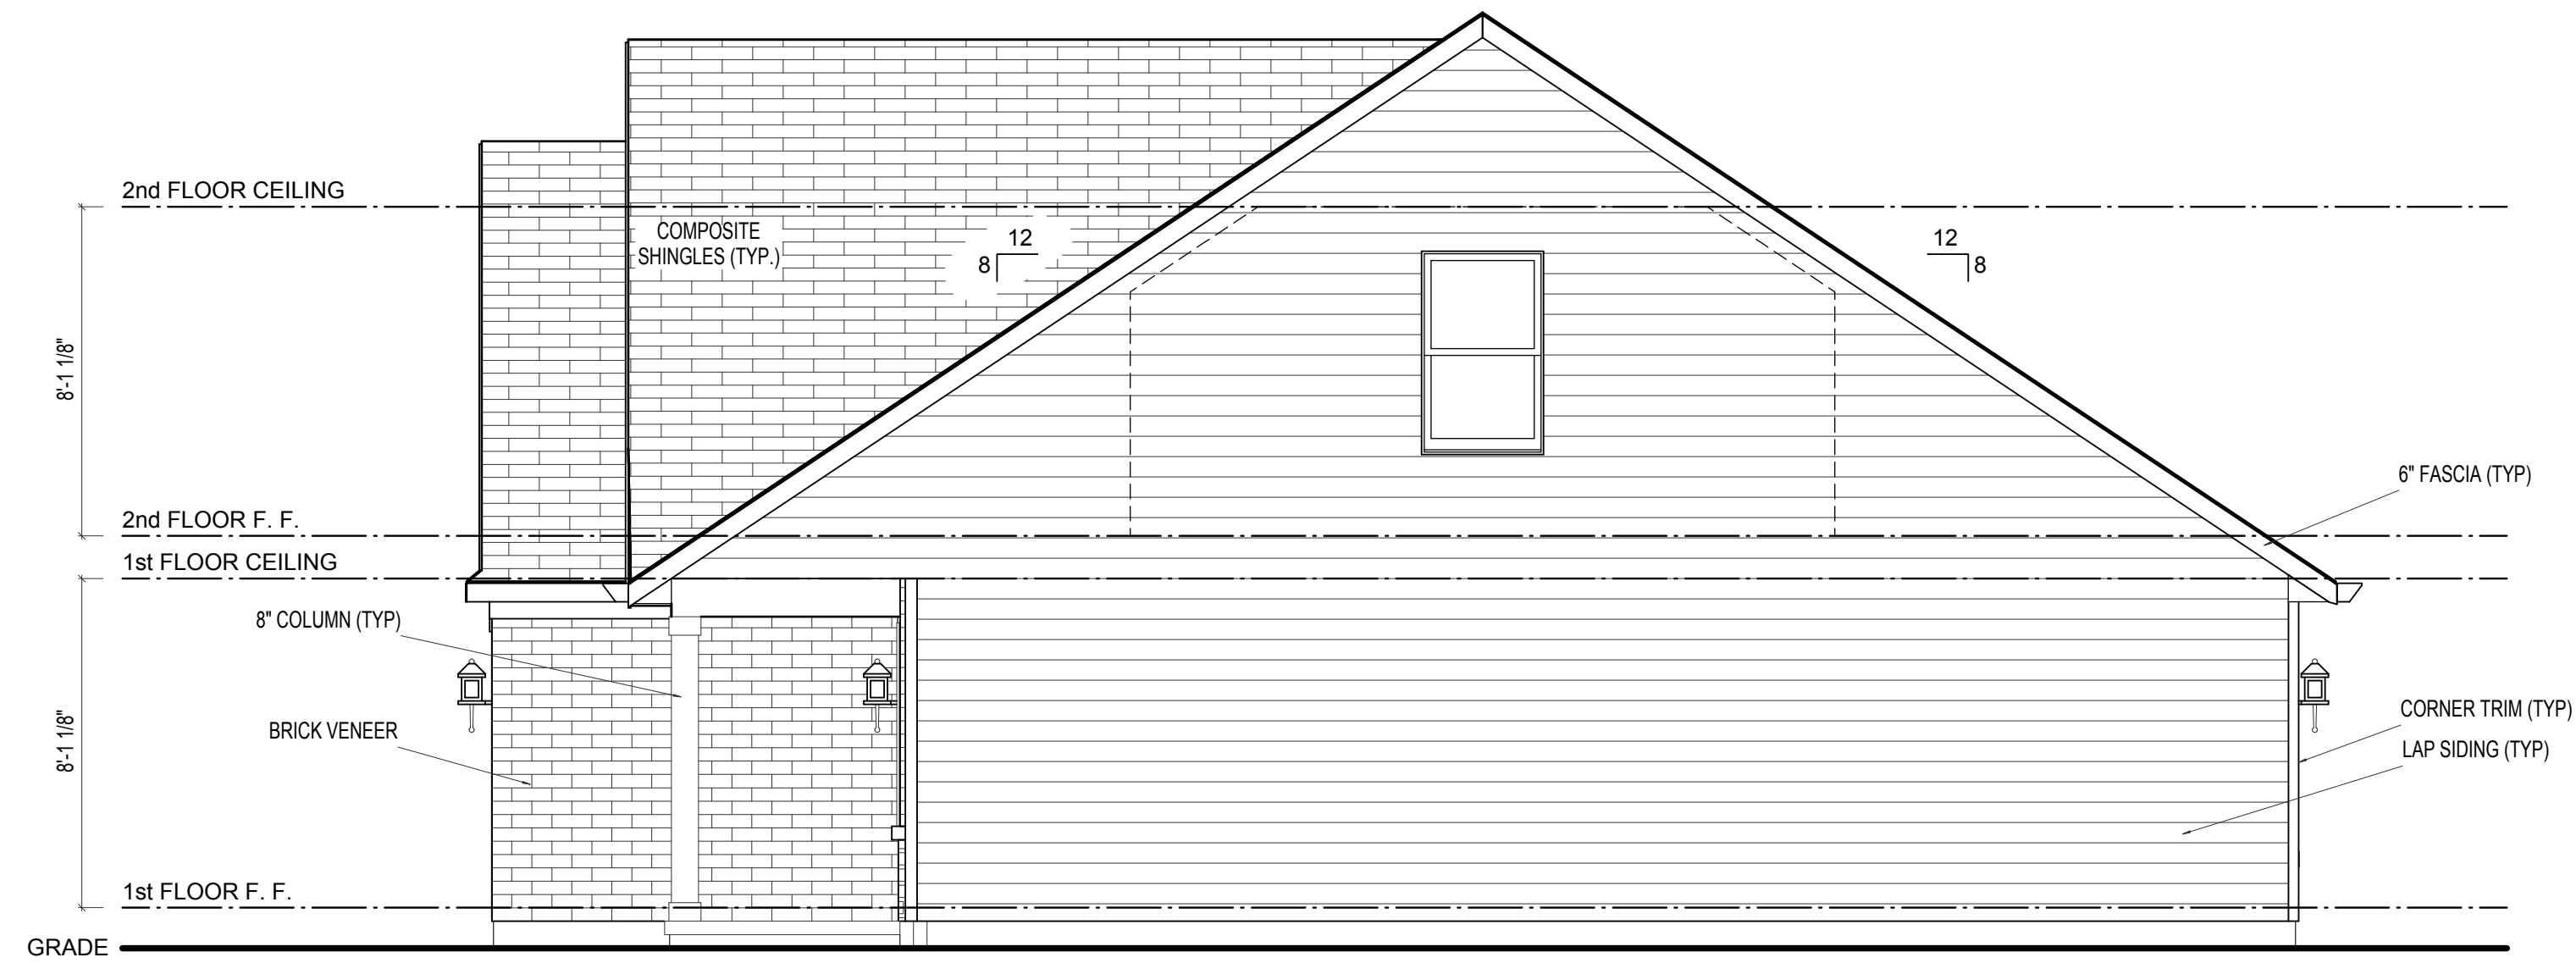 2nd FLOOR CEILING
COMPOSITE
SHINGLES (TYP.)
12
8
12
8
8'-1 1/8"
6" FASCIA (TYP)
2nd FLOOR F. F.
1st FLOOR CEILING
8" COLUMN (TYP)
BRICK VENEER
8'-1 1/8"
CORNER TRIM (TYP)
LAP SIDING (TYP)
1st FLOOR F. F.
GRADE